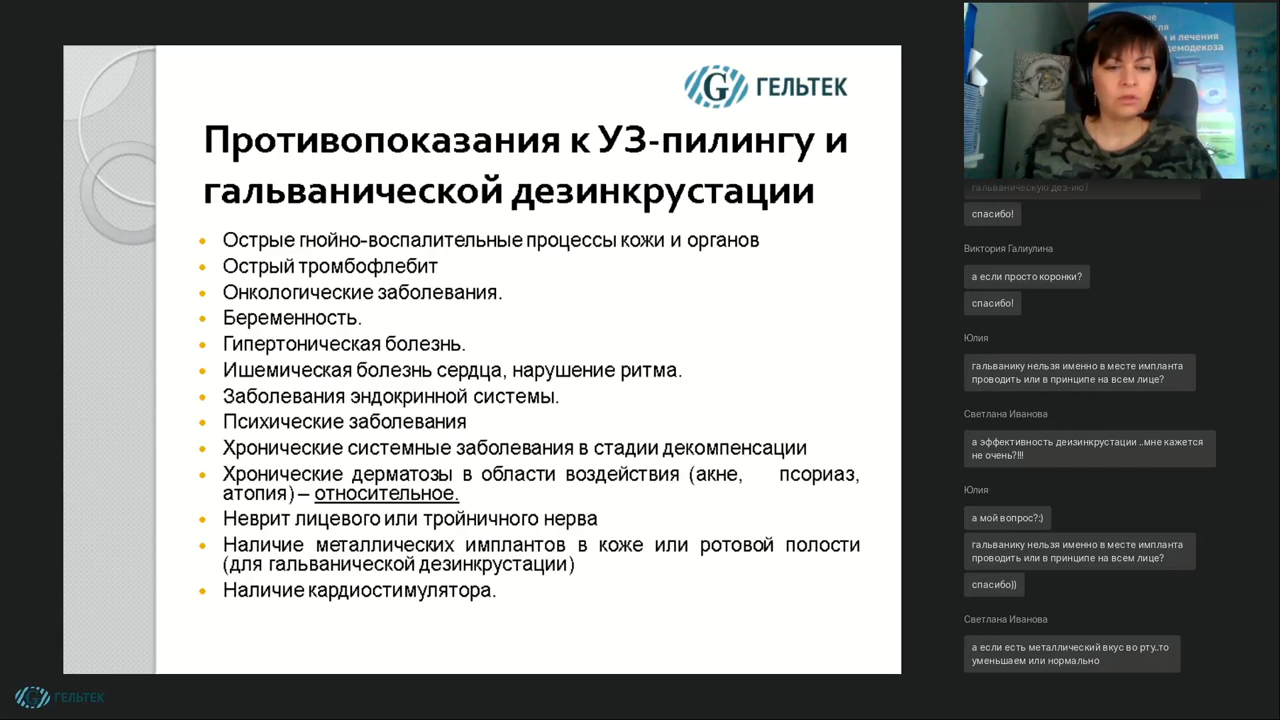 ГЕЛЬТЕК
Противопоказания к УЗ-пилингу и
гальванической дезинкрустации
• Острые гнойно-воспалительные процессы кожи и органов
• Острый тромбофлебит
• Онкологические заболевания.
• Беременность.
• Гипертоническая болезнь.
• Ишемическая болезнь сердца, нарушение ритма.
• Заболевания эндокринной системы.
• Психические заболевания
• Хронические системные заболевания в стадии декомпенсации
• Хронические дерматозы в области воздействия (акне, псориаз,
атопия) – относительное.
• Неврит лицевого или тройничного нерва
• Наличие металлических имплантов в коже или ротовой полости
(для гальванической дезинкрустации)
• Наличие кардиостимулятора.
ГЕЛЬТЕК
и лечения
демодекоза
гальваническую дез-ию?
спасибо!
Виктория Галиулина
а если просто коронки?
спасибо!
Юлия
гальванику нельзя именно в месте импланта
проводить или в принципе на всем лице?
Светлана Иванова
а эффективность деизинкрустации ..мне кажется
не очень?!!!
Юлия
а мой вопрос?:)
гальванику нельзя именно в месте импланта
проводить или в принципе на всем лице?
спасибо))
Светлана Иванова
а если есть металлический вкус во рту..то
уменьшаем или нормально